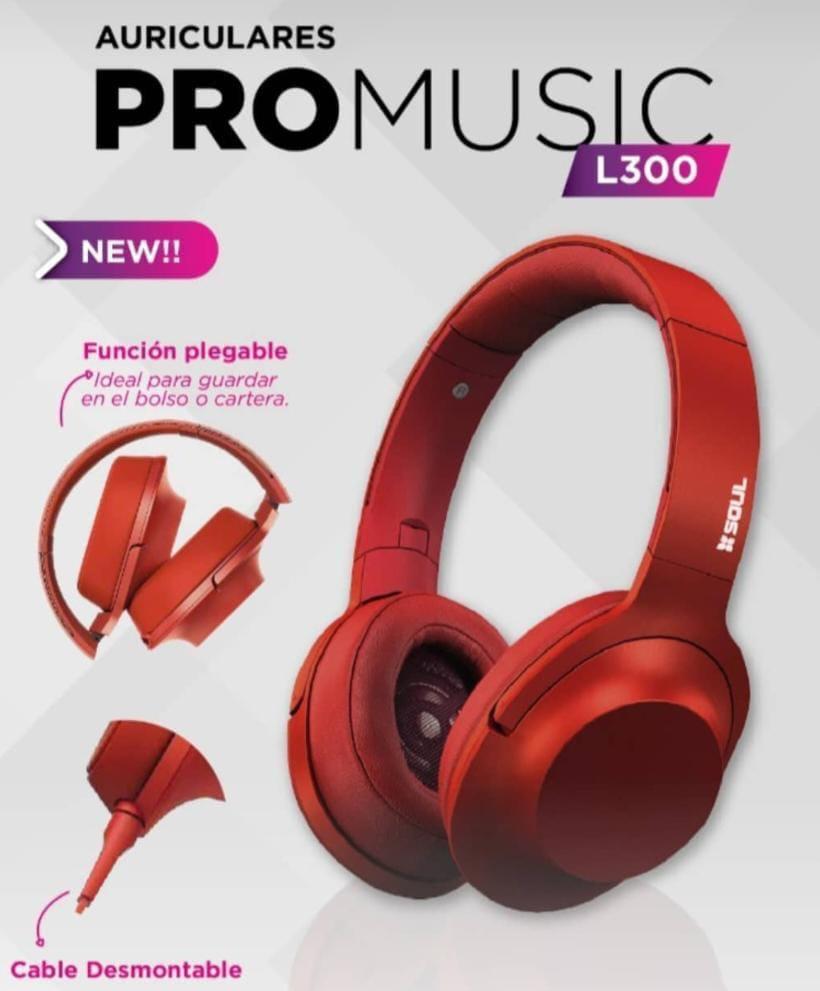 AURICULARES
PROMUSIC
L300
NEW!!
Función plegable
Ideal para guardar
en el bolso o cartera.
SOUL
Cable Desmontable